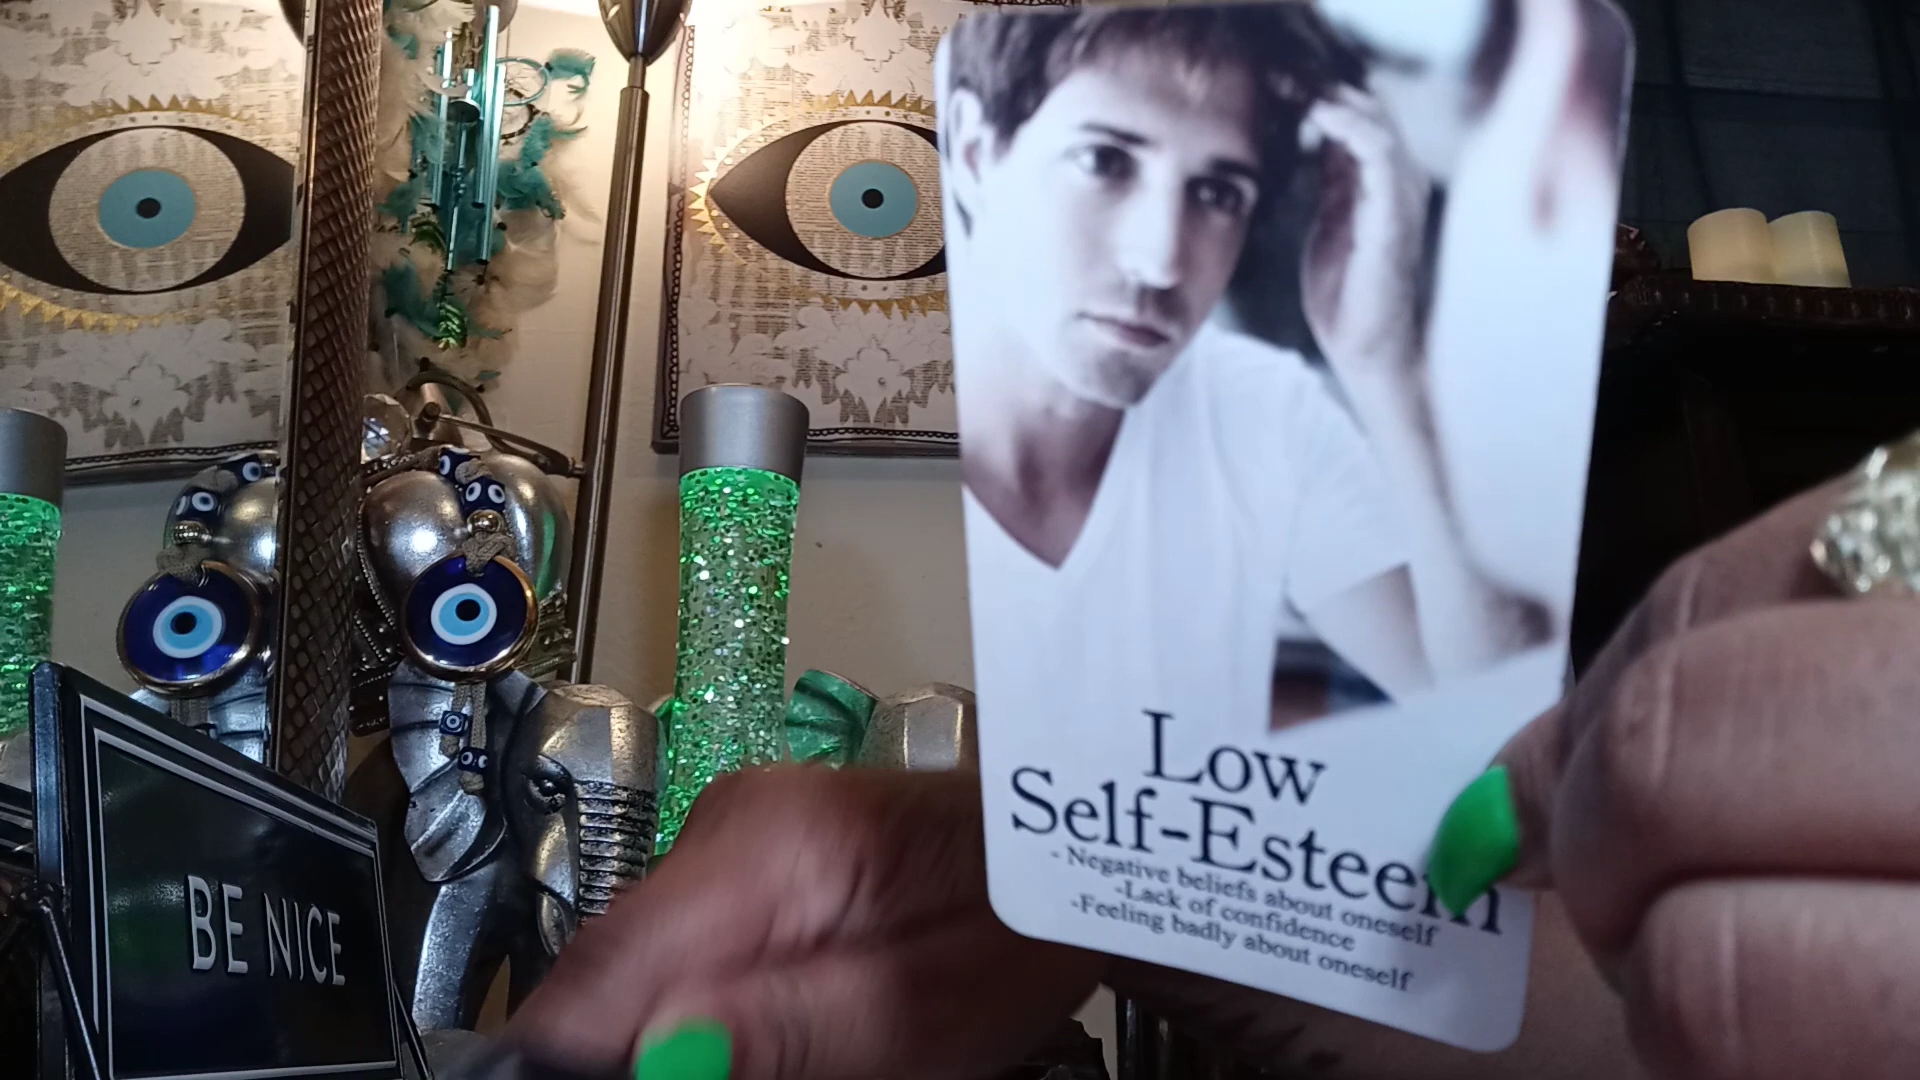 BE NICE
Low
Self-Esteem
- Negative beliefs about oneself
-Lack of confidence
-Feeling badly about oneself